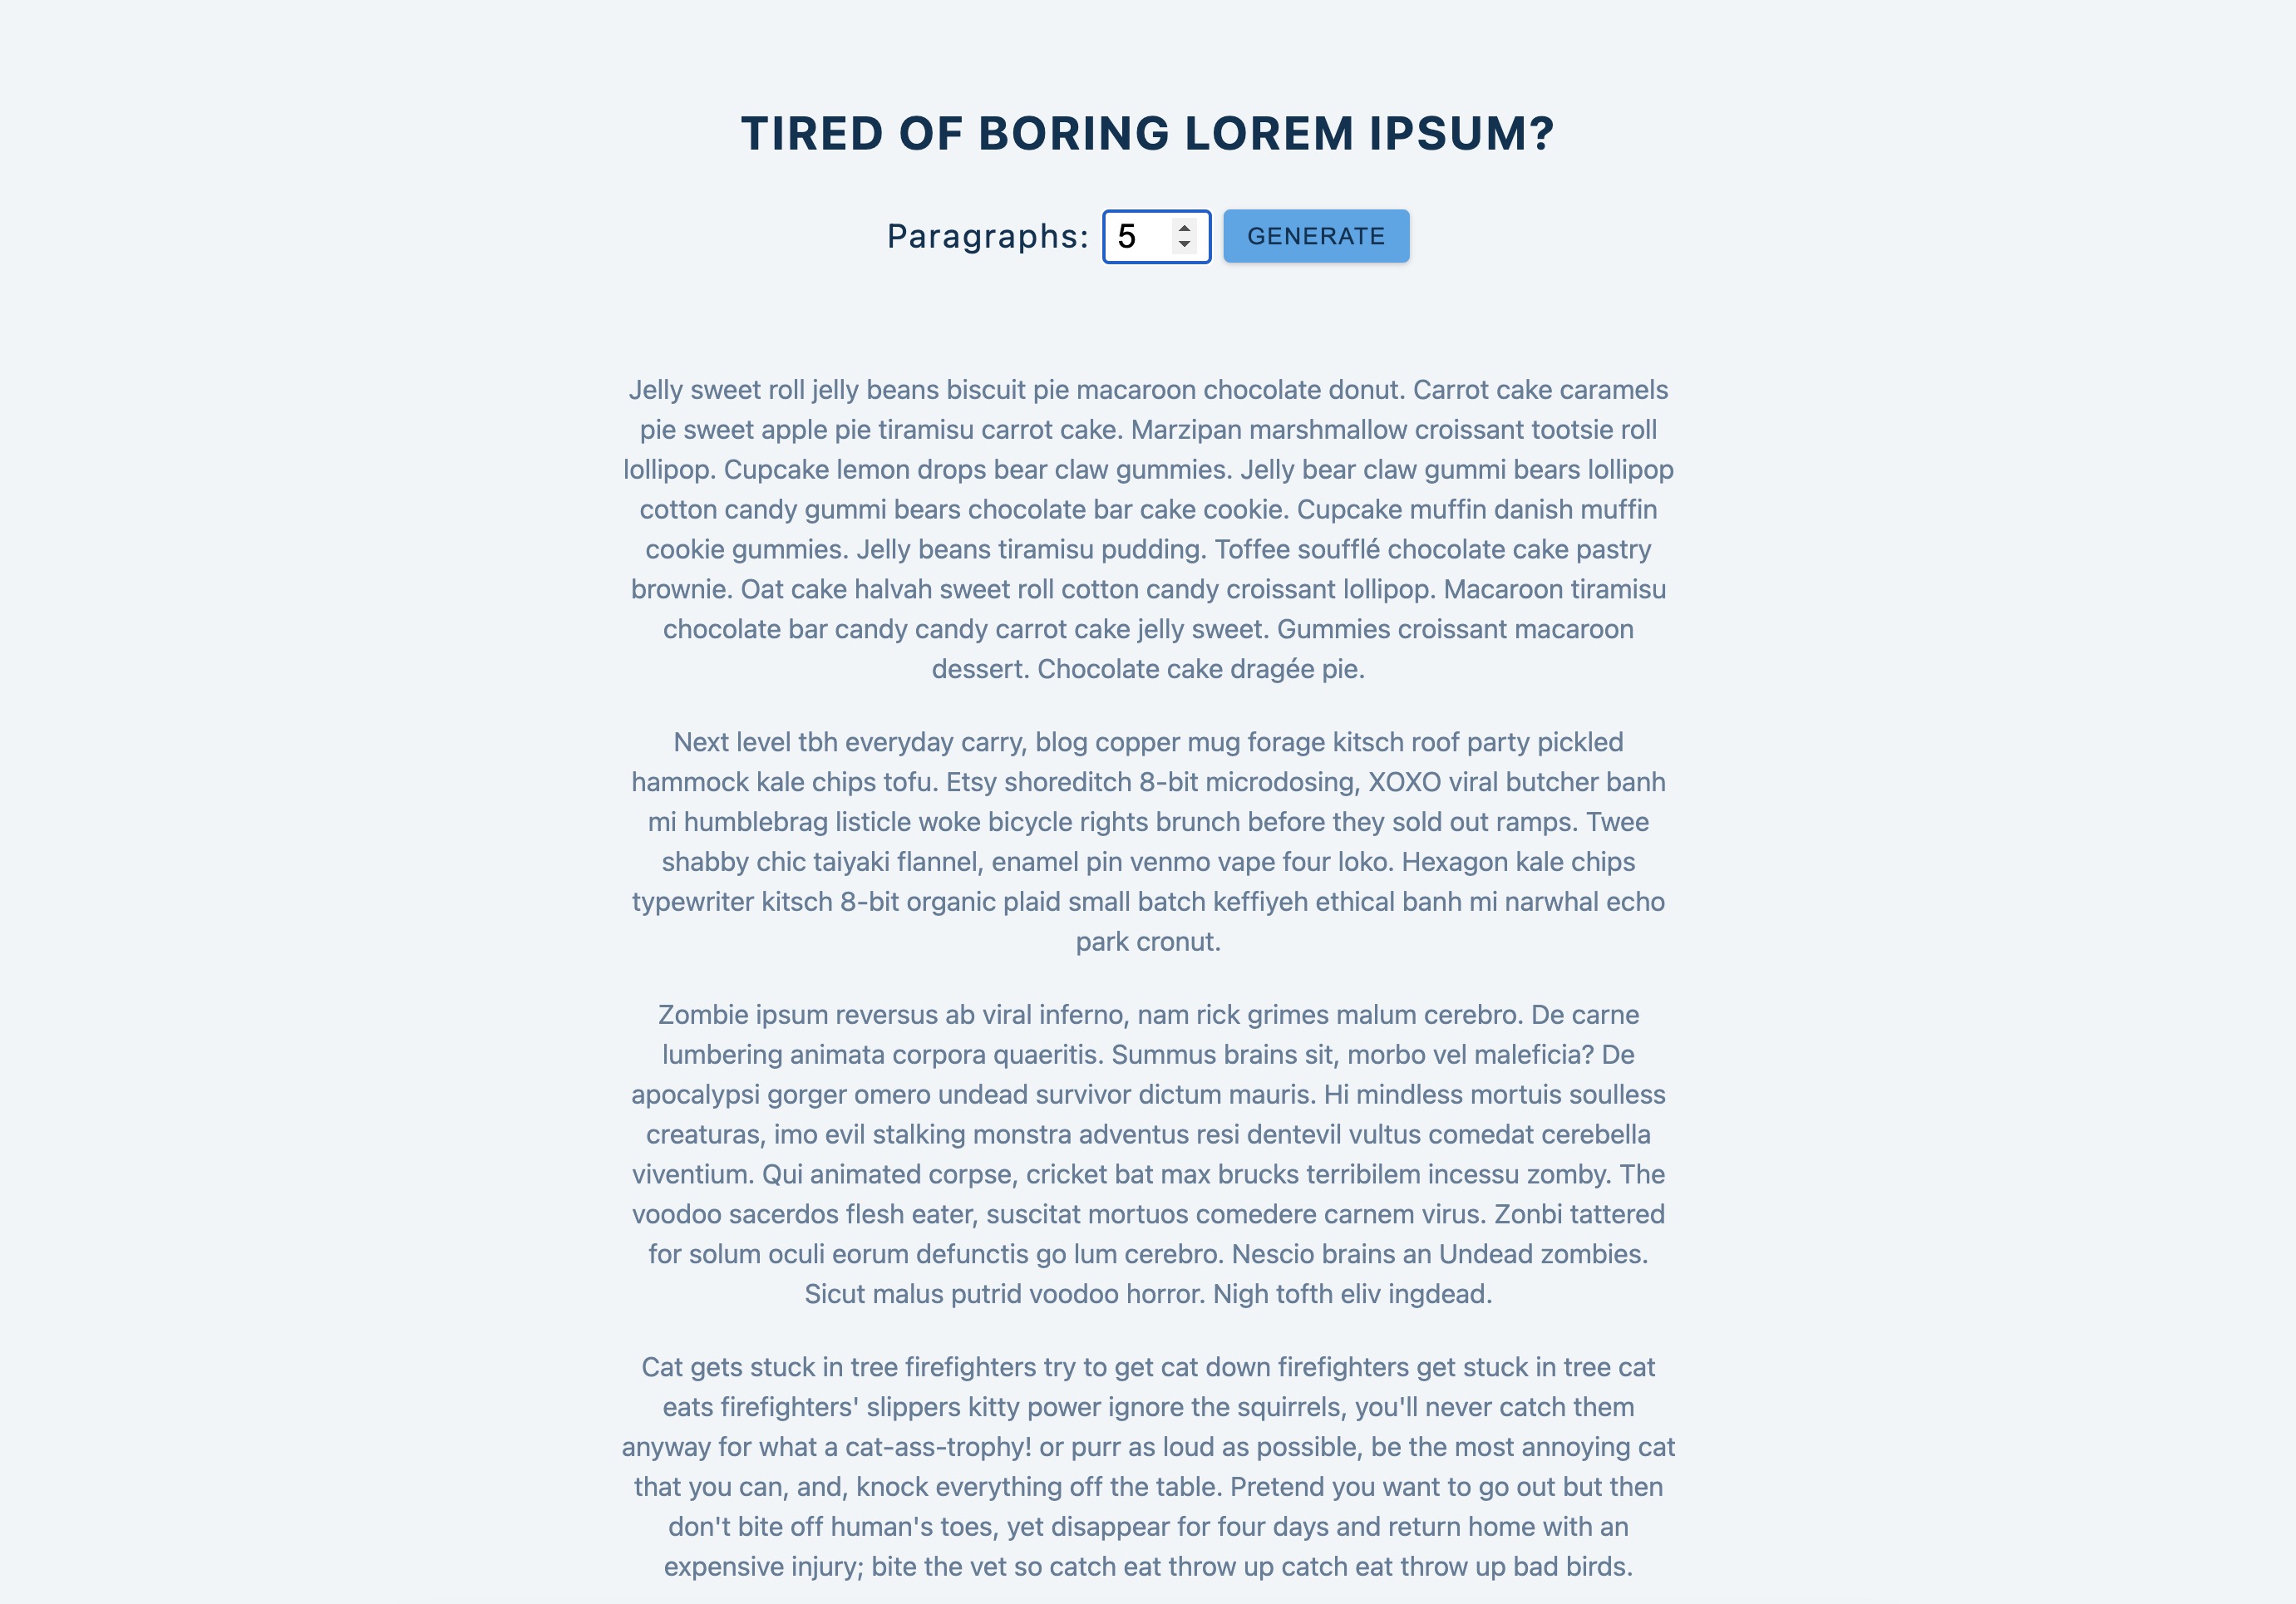 TIRED OF BORING LOREM IPSUM?
Paragraphs: 5 GENERATE
Jelly sweet roll jelly beans biscuit pie macaroon chocolate donut. Carrot cake caramels
pie sweet apple pie tiramisu carrot cake. Marzipan marshmallow croissant tootsie roll
lollipop. Cupcake lemon drops bear claw gummies. Jelly bear claw gummi bears lollipop
cotton candy gummi bears chocolate bar cake cookie. Cupcake muffin danish muffin
cookie gummies. Jelly beans tiramisu pudding. Toffee soufflé chocolate cake pastry
brownie. Oat cake halvah sweet roll cotton candy croissant lollipop. Macaroon tiramisu
chocolate bar candy candy carrot cake jelly sweet. Gummies croissant macaroon
dessert. Chocolate cake dragée pie.
Next level tbh everyday carry, blog copper mug forage kitsch roof party pickled
hammock kale chips tofu. Etsy shoreditch 8-bit microdosing, XOXO viral butcher banh
mi humblebrag listicle woke bicycle rights brunch before they sold out ramps. Twee
shabby chic taiyaki flannel, enamel pin venmo vape four loko. Hexagon kale chips
typewriter kitsch 8-bit organic plaid small batch keffiyeh ethical banh mi narwhal echo
park cronut.
Zombie ipsum reversus ab viral inferno, nam rick grimes malum cerebro. De carne
lumbering animata corpora quaeritis. Summus brains sit, morbo vel maleficia? De
apocalypsi gorger omero undead survivor dictum mauris. Hi mindless mortuis soulless
creaturas, imo evil stalking monstra adventus resi dentevil vultus comedat cerebella
viventium. Qui animated corpse, cricket bat max brucks terribilem incessu zomby. The
voodoo sacerdos flesh eater, suscitat mortuos comedere carnem virus. Zonbi tattered
for solum oculi eorum defunctis go lum cerebro. Nescio brains an Undead zombies.
Sicut malus putrid voodoo horror. Nigh tofth eliv ingdead.
Cat gets stuck in tree firefighters try to get cat down firefighters get stuck in tree cat
eats firefighters' slippers kitty power ignore the squirrels, you'll never catch them
anyway for what a cat-ass-trophy! or purr as loud as possible, be the most annoying cat
that you can, and, knock everything off the table. Pretend you want to go out but then
don't bite off human's toes, yet disappear for four days and return home with an
expensive injury; bite the vet so catch eat throw up catch eat throw up bad birds.